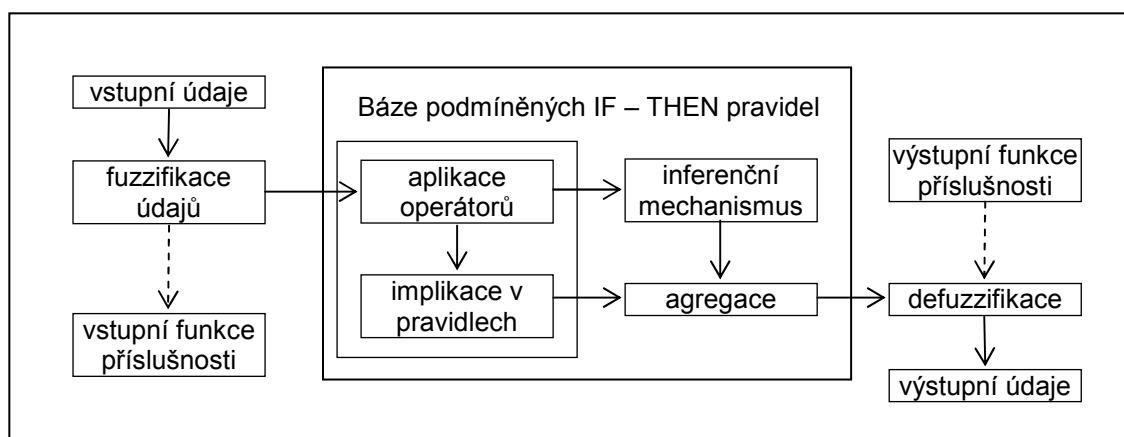 vstupní údaje
fuzzifikace
údajů
vstupní funkce
příslušnosti
Báze podmíněných IF – THEN pravidel
aplikace
operátorů
implikace v
pravidlech
inferenční
mechanismus
agregace
výstupní funkce
příslušnosti
defuzzifikace
výstupní údaje